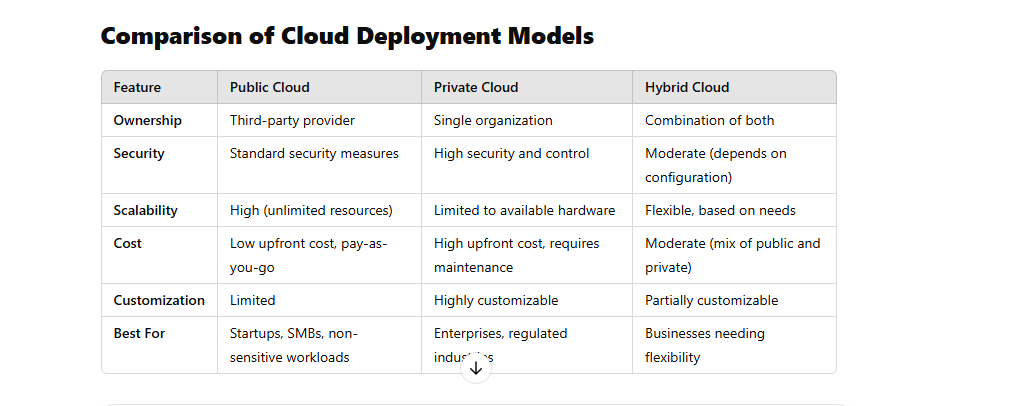 Comparison of Cloud Deployment Models
Feature Public Cloud Private Cloud Hybrid Cloud
Ownership Third-party provider Single organization Combination of both
Security Standard security measures High security and control Moderate (depends on
configuration)
Scalability High (unlimited resources) Limited to available hardware Flexible, based on needs
Cost Low upfront cost, pay-as- High upfront cost, requires Moderate (mix of public and
you-go maintenance private)
Customization Limited Highly customizable Partially customizable
Best For Startups, SMBs, non- Enterprises, regulated Businesses needing
sensitive workloads industries flexibility